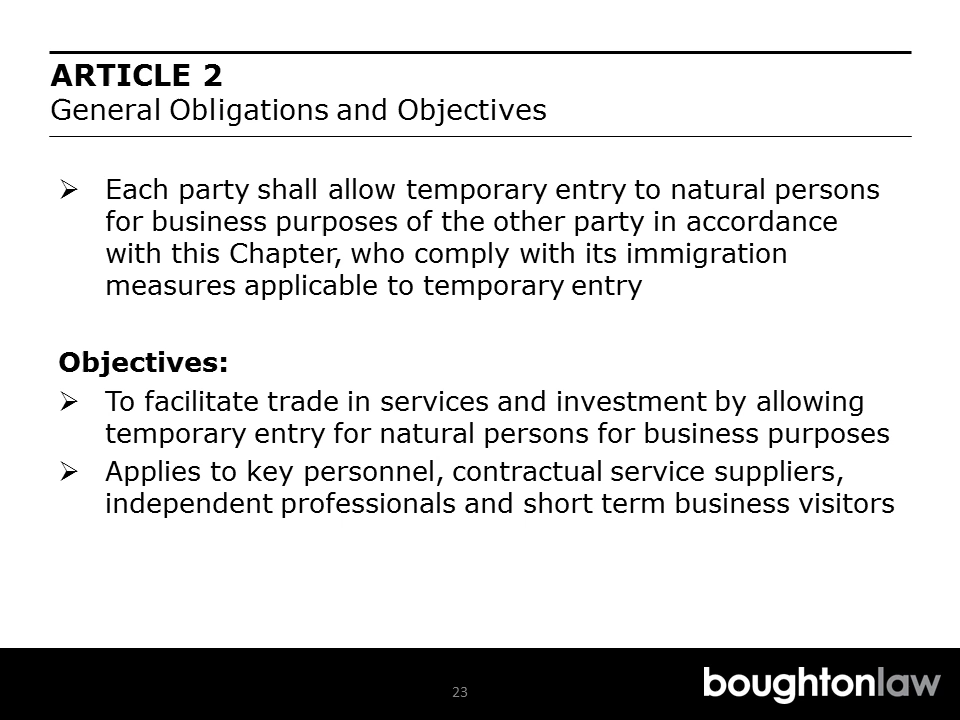 ARTICLE 2
General Obligations and Objectives
➢ Each party shall allow temporary entry to natural persons
for business purposes of the other party in accordance
with this Chapter, who comply with its immigration
measures applicable to temporary entry
Objectives:
➢ To facilitate trade in services and investment by allowing
temporary entry for natural persons for business purposes
➢ Applies to key personnel, contractual service suppliers,
independent professionals and short term business visitors
23
boughtonlaw